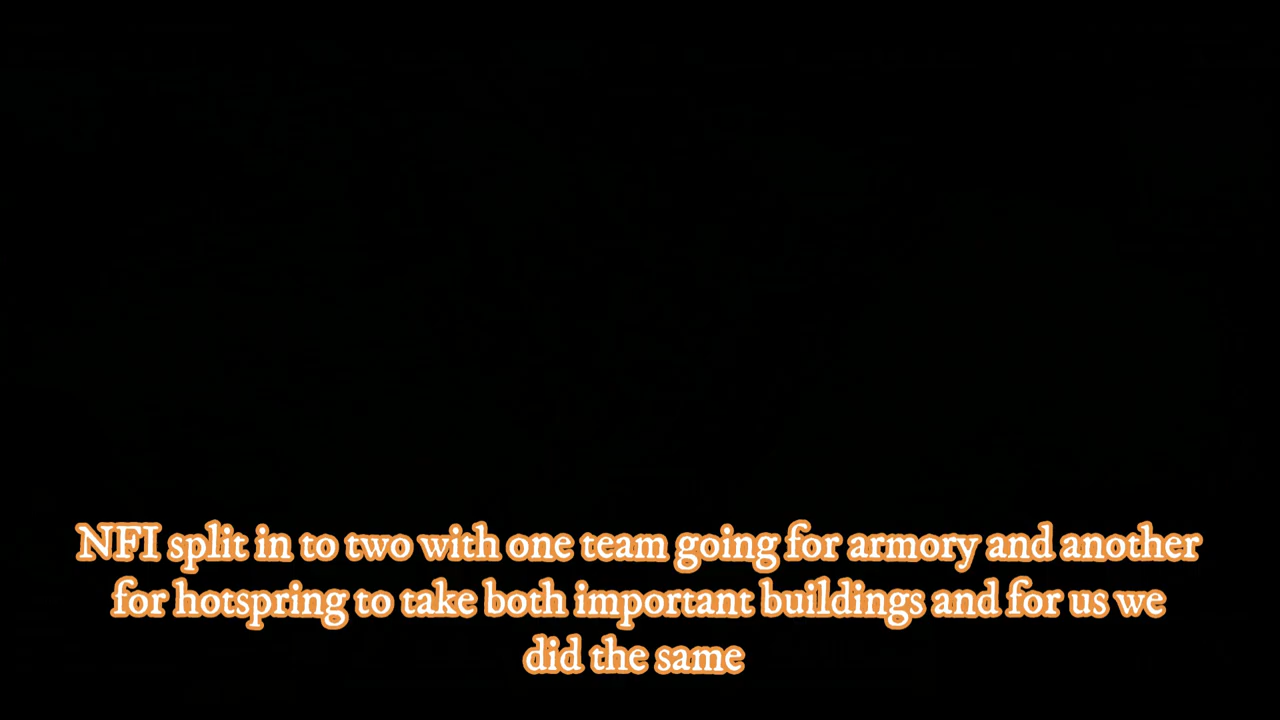 NFI split in to two with one team going for armory and another
for hotspring to take both important buildings and for us we
did the same